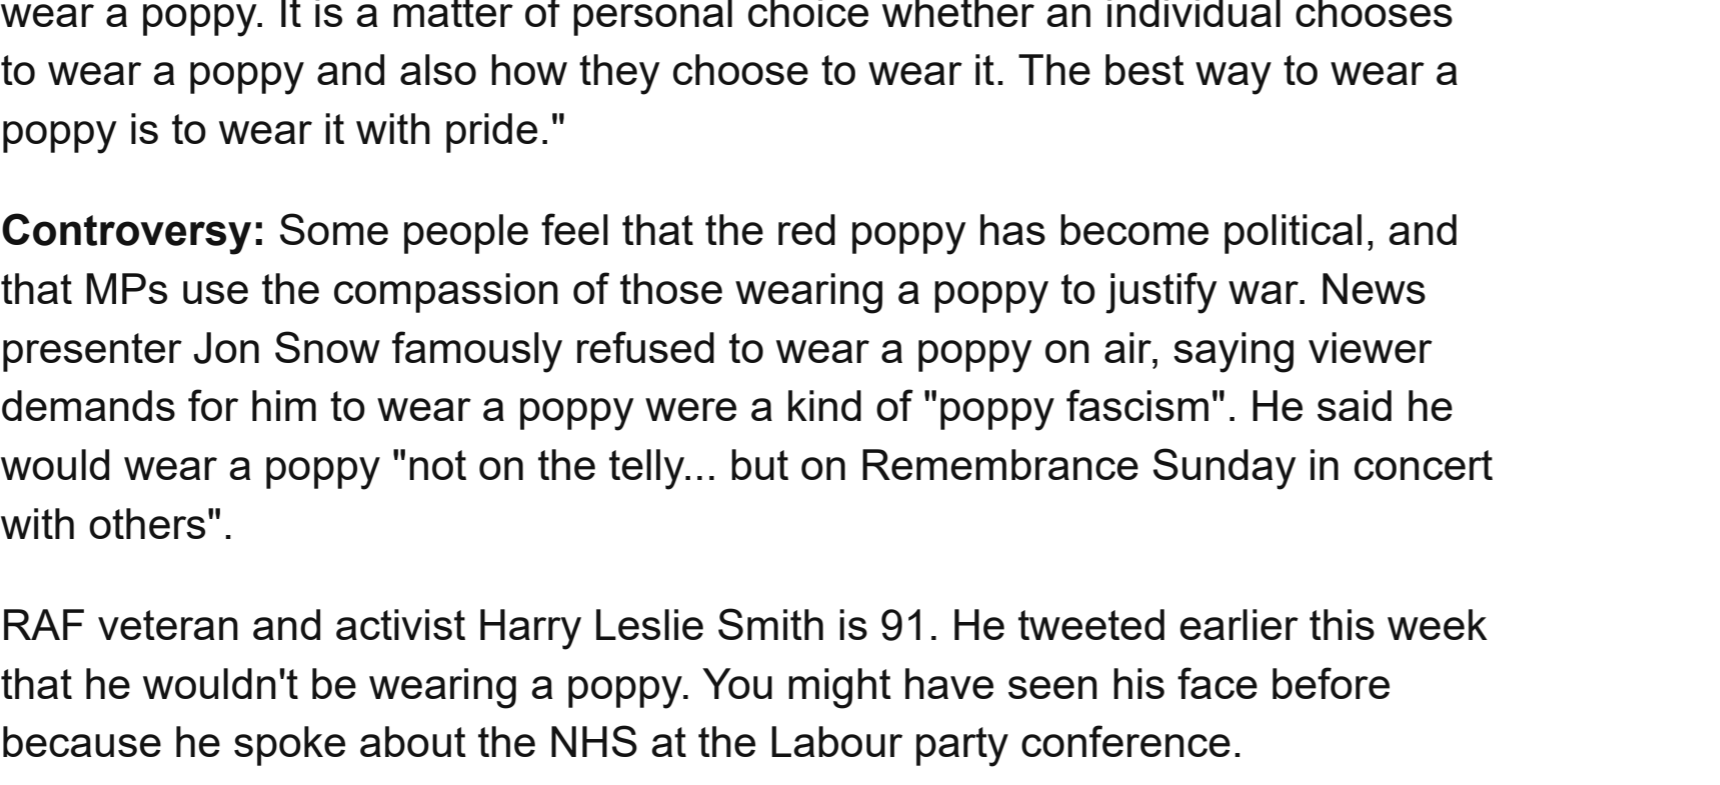 wear a poppy. It is a matter of personal choice whether an individual chooses
to wear a poppy and also how they choose to wear it. The best way to wear a
poppy is to wear it with pride."
Controversy: Some people feel that the red poppy has become political, and
that MPs use the compassion of those wearing a poppy to justify war. News
presenter Jon Snow famously refused to wear a poppy on air, saying viewer
demands for him to wear a poppy were a kind of "poppy fascism". He said he
would wear a poppy "not on the telly... but on Remembrance Sunday in concert
with others".
RAF veteran and activist Harry Leslie Smith is 91. He tweeted earlier this week
that he wouldn't be wearing a poppy. You might have seen his face before
because he spoke about the NHS at the Labour party conference.